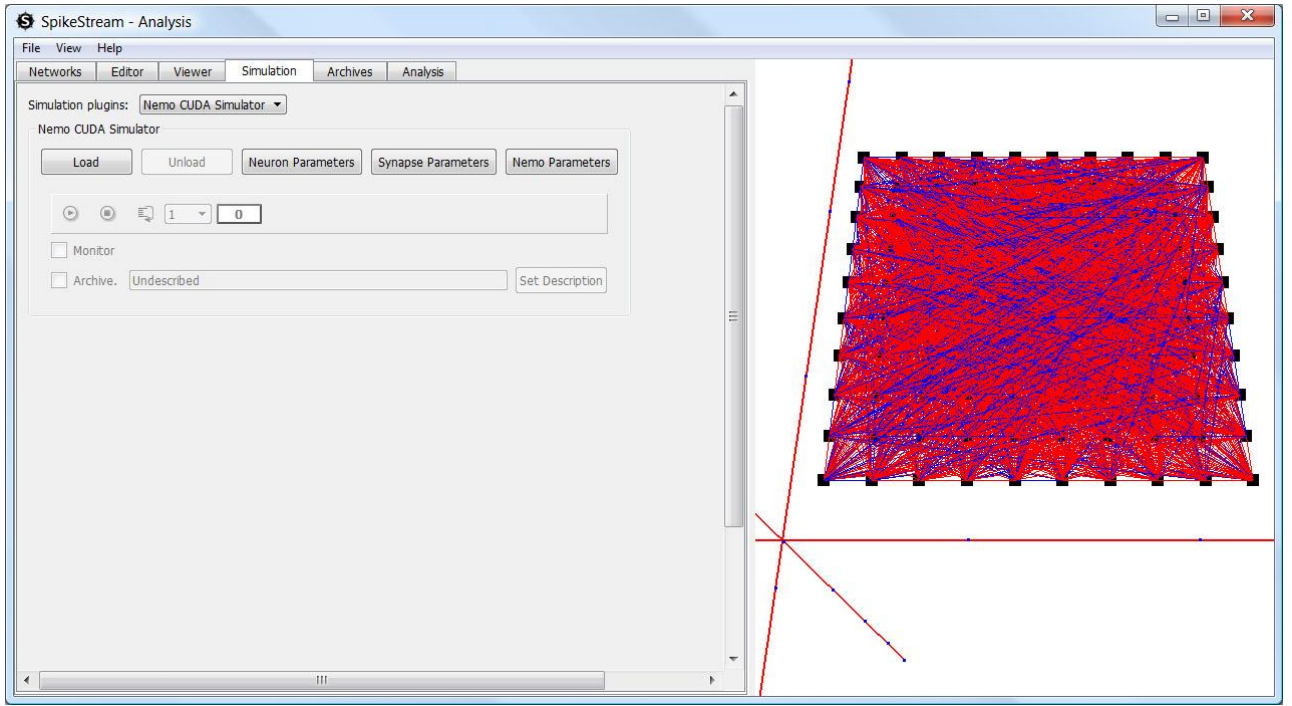 SpikeStream - Analysis
File View Help
Networks Editor Viewer Simulation Archives Analysis
Simulation plugins: Nemo CUDA Simulator
Nemo CUDA Simulator
Load Unload Neuron Parameters Synapse Parameters Nemo Parameters
1 0
Monitor
Archive. Undescribed Set Description